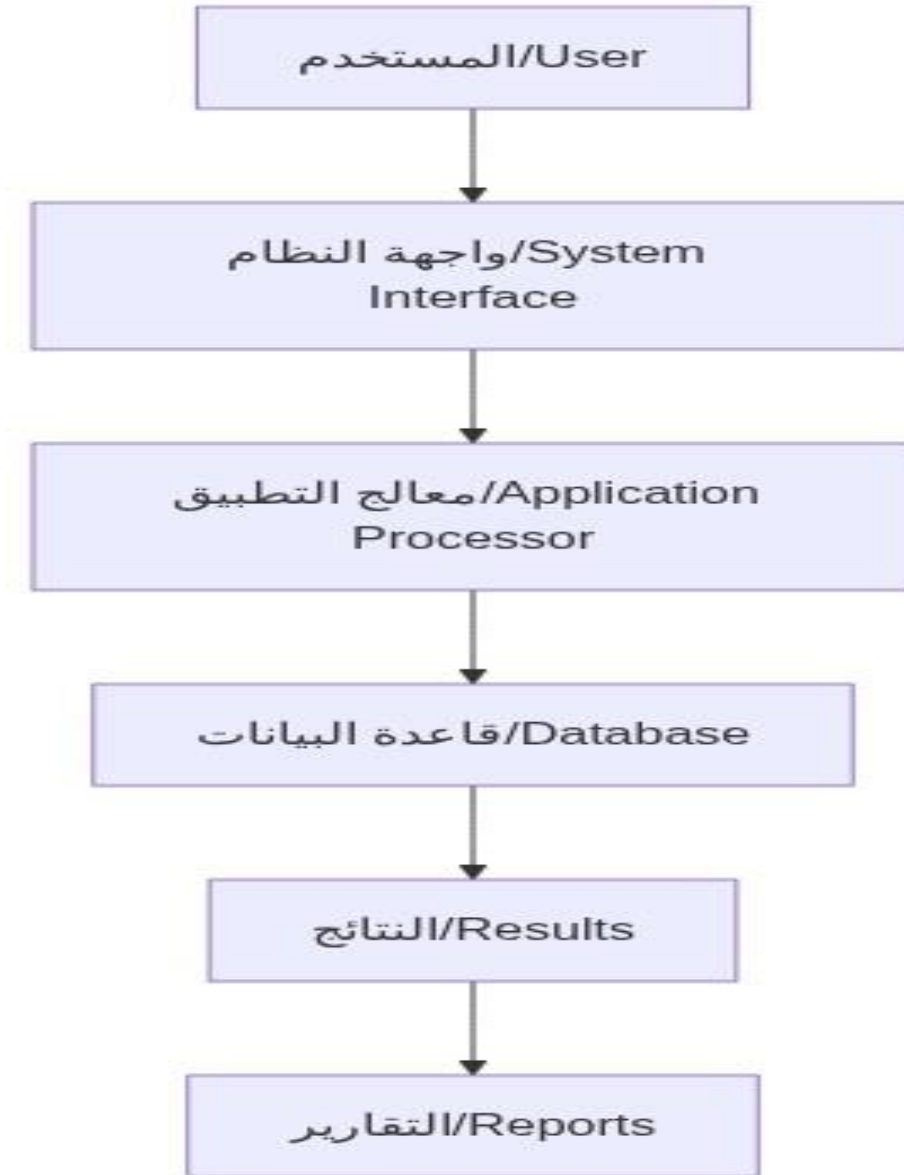 المستخدم/User
واجهة النظام/System
Interface
معالج التطبيق/Application
Processor
قاعدة البيانات/Database
النتائج/Results
التقارير/Reports